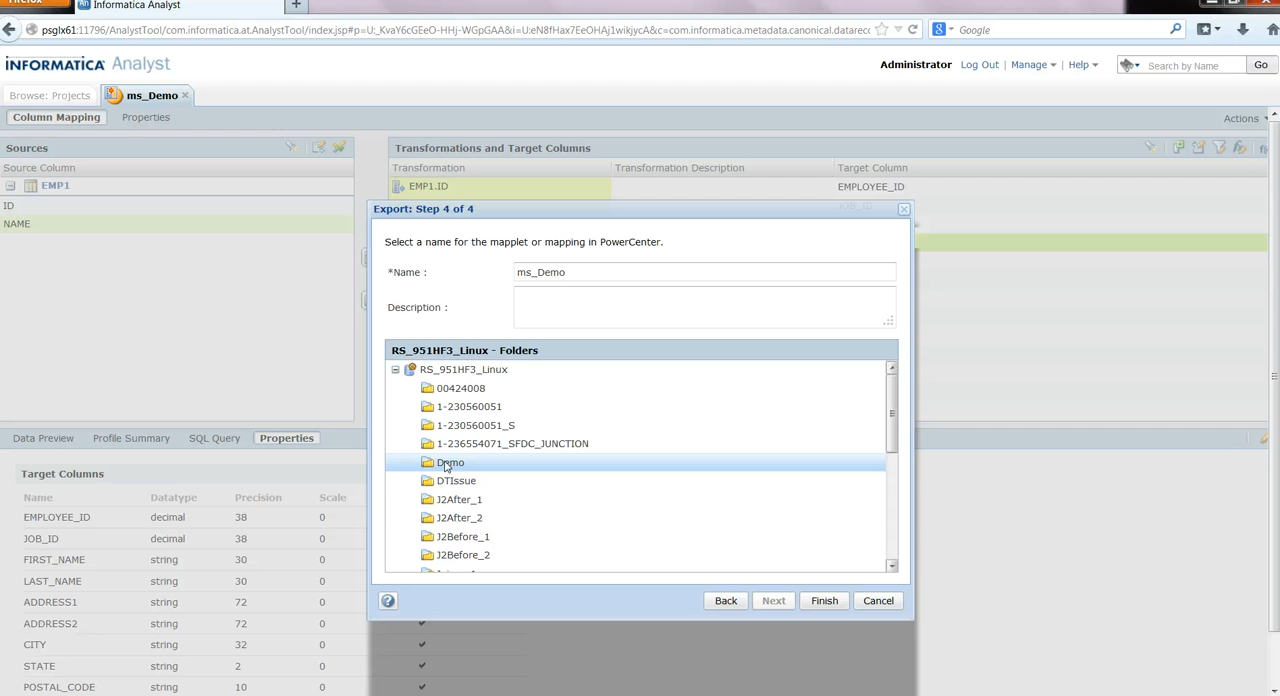 Firefox
Informatica Analyst
psglx61:11796/AnalystTool/com.informatica.at.AnalystTool/index.jsp#p=U:_KvaY6cGEeO-HHj-WGpGAA&i=U:eN8fHax7EeOHAj1wikjycA&c=com.informatica.metadata.canonical.datarec
Google
INFORMATICA Analyst
Administrator Log Out | Manage | Help
Search by Name Go
Browse: Projects ms_Demo
Column Mapping Properties Actions
Sources Transformations and Target Columns
Source Column Transformation Transformation Description Target Column
EMP1 EMP1.ID EMPLOYEE_ID
ID JOB_ID
NAME
Export: Step 4 of 4
Select a name for the mapplet or mapping in PowerCenter.
*Name : ms_Demo
Description :
RS_951HF3_Linux - Folders
RS_951HF3_Linux
00424008
1-230560051
1-230560051_S
1-236554071_SFDC_JUNCTION
Demo
DTIssue
J2After_1
J2After_2
J2Before_1
J2Before_2
Back Next Finish Cancel
Data Preview Profile Summary SQL Query Properties
Target Columns
Name Datatype Precision Scale
EMPLOYEE_ID decimal 38 0
JOB_ID decimal 38 0
FIRST_NAME string 30 0
LAST_NAME string 30 0
ADDRESS1 string 72 0
ADDRESS2 string 72 0
CITY string 32 0
STATE string 2 0
POSTAL_CODE string 10 0